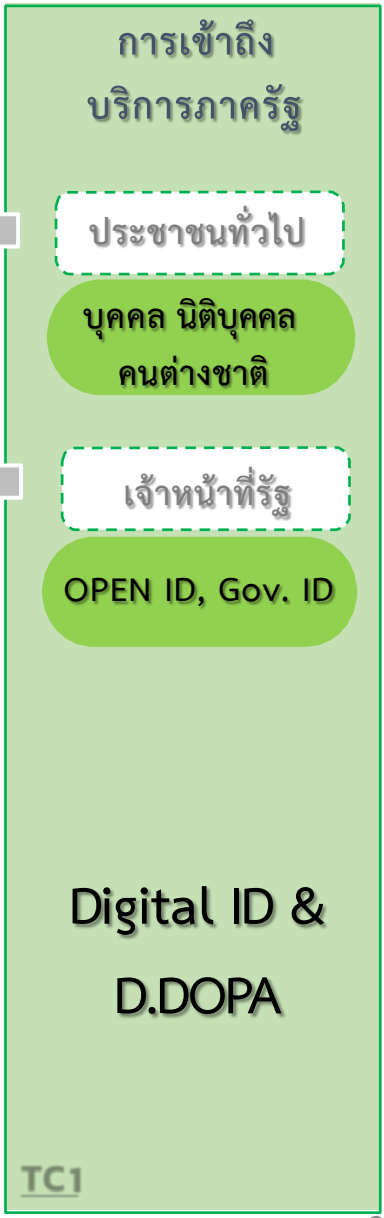 การเข้าถึง
บริการภาครัฐ
ประชาชนทั่วไป
บุคคล นิติบุคคล
คนต่างชาติ
เจ้าหน้าที่รัฐ
OPEN ID, Gov. ID
Digital ID &
D.DOPA
TC1